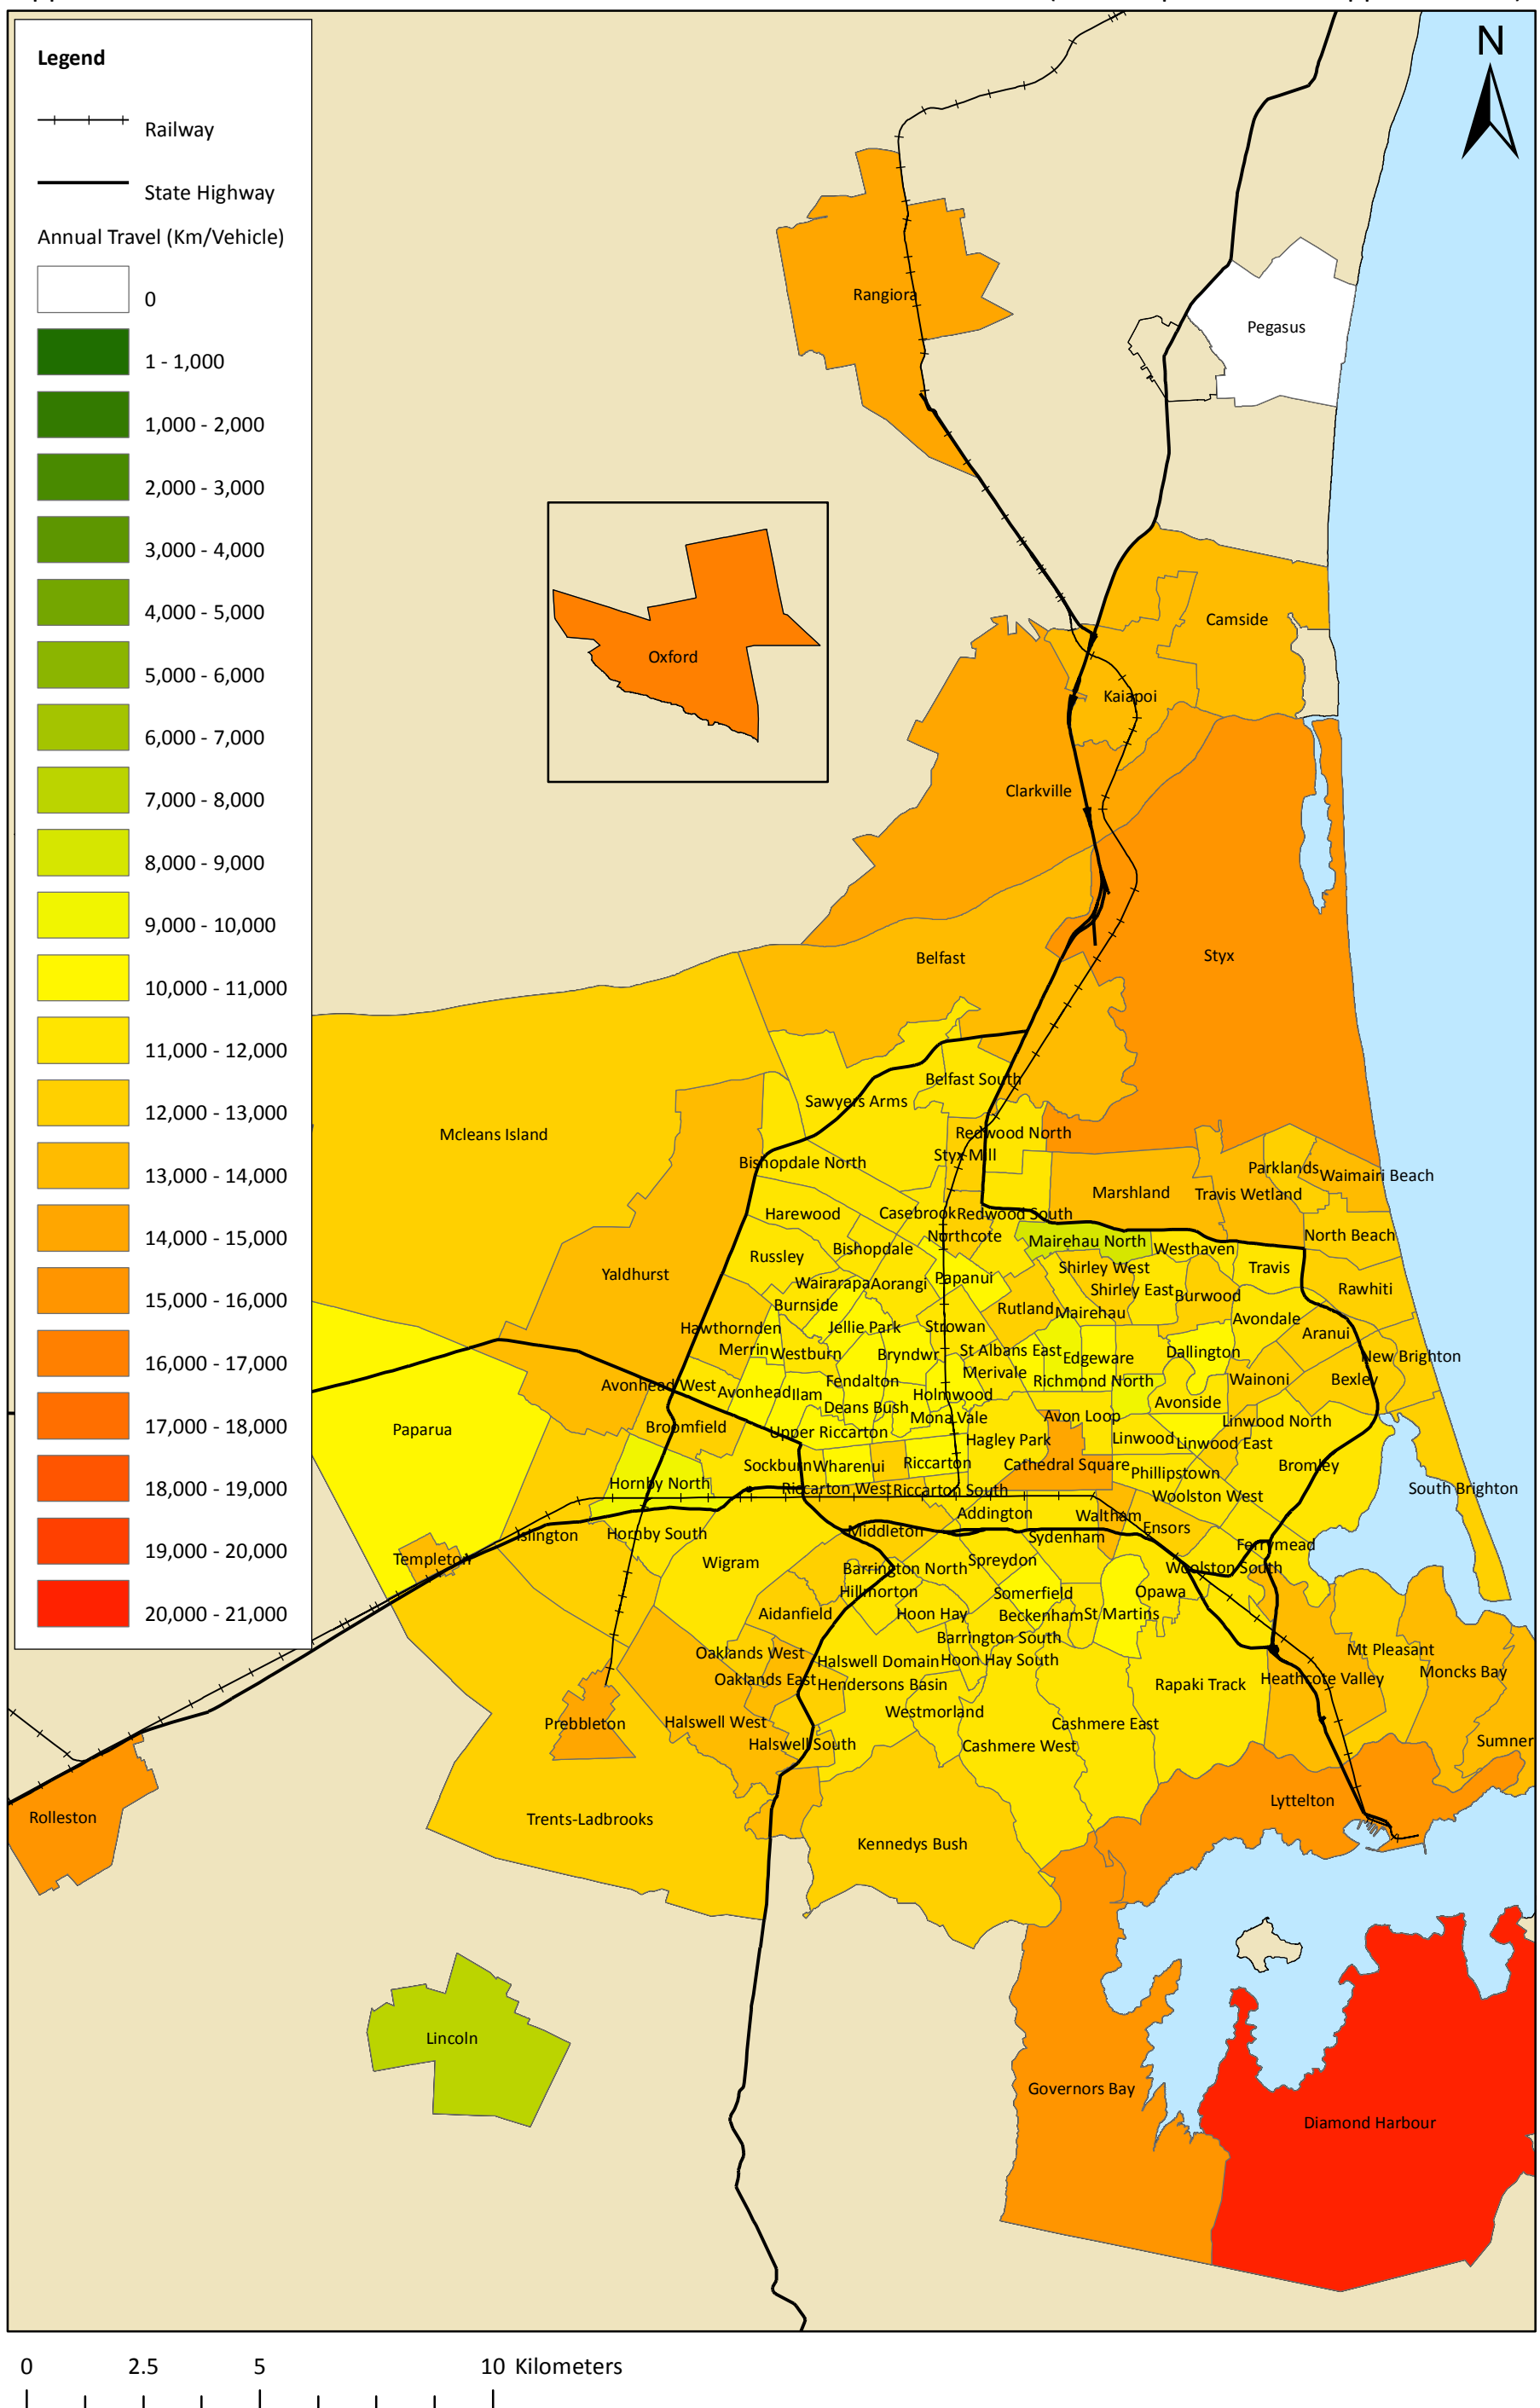 N
Legend
Railway
State Highway
Annual Travel (Km/Vehicle)
0
1 - 1,000
1,000 - 2,000
2,000 - 3,000
3,000 - 4,000
4,000 - 5,000
5,000 - 6,000
6,000 - 7,000
7,000 - 8,000
8,000 - 9,000
9,000 - 10,000
10,000 - 11,000
11,000 - 12,000
12,000 - 13,000
13,000 - 14,000
14,000 - 15,000
15,000 - 16,000
16,000 - 17,000
17,000 - 18,000
18,000 - 19,000
19,000 - 20,000
20,000 - 21,000
Rangiora
Pegasus
Camside
Oxford
Kaiapoi
Clarkville
Styx
Belfast
Belfast South
Sawyers Arms
Mcleans Island
Redwood North
Styx Mill
Bishopdale North
Parklands
Waimairi Beach
Marshland
Travis Wetland
Harewood
Casebrook
Redwood South
Northcote
North Beach
Mairehau North
Westhaven
Bishopdale
Russley
Shirley West
Travis
Yaldhurst
Wairarapa
Aorangi
Papanui
Shirley East
Burwood
Rawhiti
Burnside
Rutland
Mairehau
Avondale
Hawthornden
Jellie Park
Strowan
Aranui
Merrin
Westburn
Bryndwr
St Albans East
Edgeware
Dallington
New Brighton
Merivale
Fendalton
Richmond North
Wainoni
Bexley
Avonhead West
Avonhead
Ilam
Holmwood
Avonside
Deans Bush
Mona Vale
Avon Loop
Linwood North
Broomfield
Paparua
Upper Riccarton
Hagley Park
Linwood
Linwood East
Sockburn
Wharenui
Riccarton
Cathedral Square
Phillipstown
Bromley
Hornby North
Riccarton West
Riccarton South
Woolston West
South Brighton
Addington
Waltham
Islington
Hornby South
Middleton
Sydenham
Ensors
Ferrymead
Templeton
Wigram
Barrington North
Spreydon
Woolston South
Hillmorton
Somerfield
Opawa
Aidanfield
Hoon Hay
Beckenham
St Martins
Barrington South
Oaklands West
Halswell Domain
Hoon Hay South
Mt Pleasant
Oaklands East
Hendersons Basin
Rapaki Track
Heathcote Valley
Moncks Bay
Prebbleton
Halswell West
Westmorland
Cashmere East
Halswell South
Cashmere West
Sumner
Rolleston
Trents-Ladbrooks
Lyttelton
Kennedys Bush
Lincoln
Governors Bay
Diamond Harbour
0 2.5 5 10 Kilometers